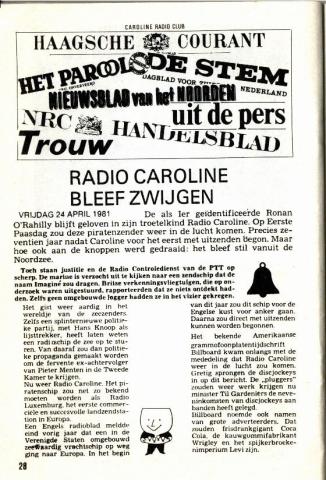 CAROLINE RADIO CLUB
HAAGSCHE COURANT
HET PAROOL DE STEM
DAGBLAD VOOR
NEDERLAND
NIEUWSBLAD van het NOORDEN
uit de pers
NRC HANDELSBLAD
Trouw
RADIO CAROLINE
BLEEF ZWIJGEN
VRIJDAG 24 APRIL 1981
De als Ier geïdentificeerde Ronan
O'Rahilly blijft geloven in zijn troetelkind Radio Caroline. Op Eerste
Paasdag zou deze piratenzender weer in de lucht komen. Precies ze-
ventien jaar nadat Caroline voor het eerst met uitzenden begon. Maar
hoe ook aan de knoppen werd gedraaid: het bleef stil vanuit de
Noordzee.
Toch staan justitie en de Radio Controledienst van de PTT op
scherp. De marine is verzocht uit te kijken naar een zendschip dat de
naam Imagine zou dragen. Britse verkenningsvliegtuigen, die op on-
derzoek waren uitgestuurd, rapporteerden dat ze niets ontdekt had-
den. Zelfs geen omgebouwde logger hadden ze in het vizier gekregen.
Het gist weer aardig in het
wereldje van de zeezenders.
Zelfs een splinternieuwe politie-
ke partij, met Hans Knoop als
lijsttrekker, heeft laten weten
een radioschip de zee op te stu-
ren. Van daaraf zou dan politie-
ke propaganda gemaakt worden
om de fervente ex-achtervolger
van Pieter Menten in de Tweede
Kamer te krijgen.
Nu weer Radio Caroline. Het pi-
ratenschip zou net zo bekend
moeten worden als Radio
Luxemburg, het eerste commer-
ciële en succesvolle landzendsta-
tion in Europa.
Een Engels radioblad meldde
eind vorig jaar dat een in de
Verenigde Staten omgebouwd
zeewaardig vrachtschip op weg
ging naar Europa. In het begin
van dit jaar zou dit schip voor de
Engelse kust voor anker gaan.
Daarna zou direct met uitzenden
kunnen worden begonnen.
Het bekende Amerikaanse
grammofoonplatentijdschrift
Billboard kwam onlangs met de
mededeling dat Radio Caroline
weer in de lucht zou komen.
Gretig sprongen de discjockeys
in op dit bericht. De „pluggers"
zouden weer werk krijgen nu
minister Til Gardeniers de neve-
ninkomsten van discjockeys aan
banden heeft gelegd.
Billboard noemde ook namen
van grote adverteerders. Dat
zouden frisdrankgigant Coca
Cola, de kauwgumfabrikant
Wrigley en het spijkerbroeke-
nimperium Levi zijn.
28